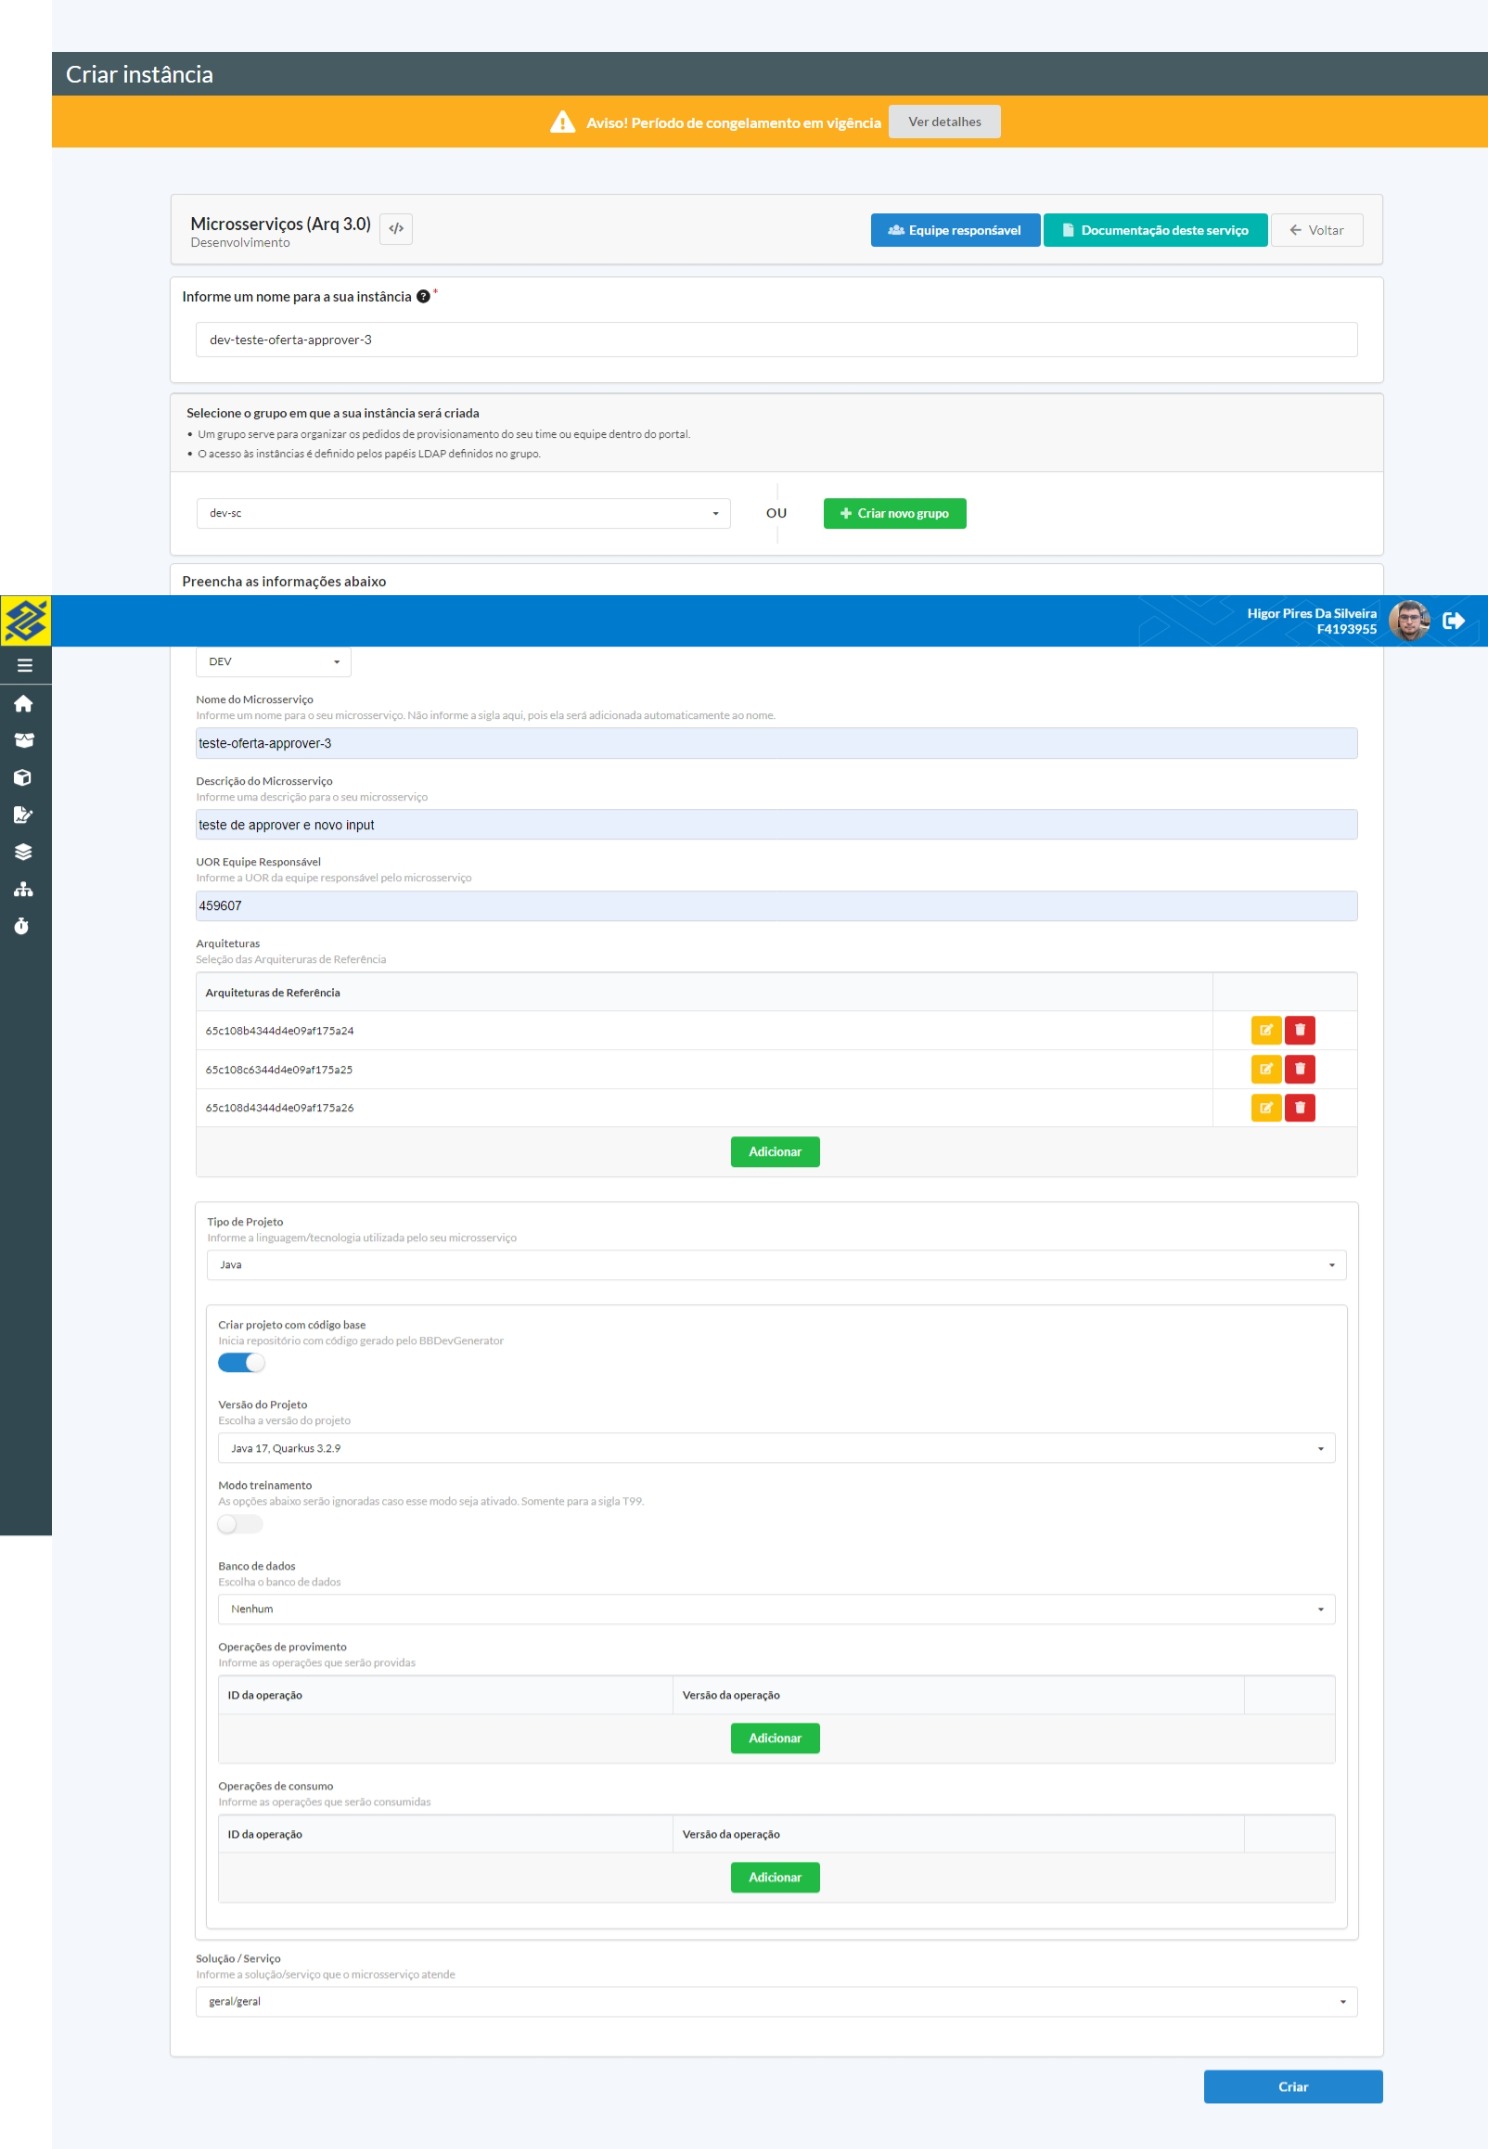 Criar instância
Aviso! Período de congelamento em vigência
Ver detalhes
Microsserviços (Arq 3.0)
</>
Desenvolvimento
Equipe responśavel
Documentação deste serviço
Voltar
Informe um nome para a sua instância ? *
dev-teste-oferta-approver-3
Selecione o grupo em que a sua instância será criada
• Um grupo serve para organizar os pedidos de provisionamento do seu time ou equipe dentro do portal.
• O acesso às instâncias é definido pelos papéis LDAP definidos no grupo.
dev-sc
OU
Criar novo grupo
Preencha as informações abaixo
Higor Pires Da Silveira
F4193955
DEV
Nome do Microsserviço
Informe um nome para o seu microsserviço. Não informe a sigla aqui, pois ela será adicionada automaticamente ao nome.
teste-oferta-approver-3
Descrição do Microsserviço
Informe uma descrição para o seu microsserviço
teste de approver e novo input
UOR Equipe Responsável
Informe a UOR da equipe responsável pelo microsserviço
459607
Arquiteturas
Seleção das Arquiteruras de Referência
Arquiteturas de Referência
65c108b4344d4e09af175a24
65c108c6344d4e09af175a25
65c108d4344d4e09af175a26
Adicionar
Tipo de Projeto
Informe a linguagem/tecnologia utilizada pelo seu microsserviço
Java
Criar projeto com código base
Inicia repositório com código gerado pelo BBDevGenerator
Versão do Projeto
Escolha a versão do projeto
Java 17, Quarkus 3.2.9
Modo treinamento
As opções abaixo serão ignoradas caso esse modo seja ativado. Somente para a sigla T99.
Banco de dados
Escolha o banco de dados
Nenhum
Operações de provimento
Informe as operações que serão providas
ID da operação
Versão da operação
Adicionar
Operações de consumo
Informe as operações que serão consumidas
ID da operação
Versão da operação
Adicionar
Solução / Serviço
Informe a solução/serviço que o microsserviço atende
geral/geral
Criar